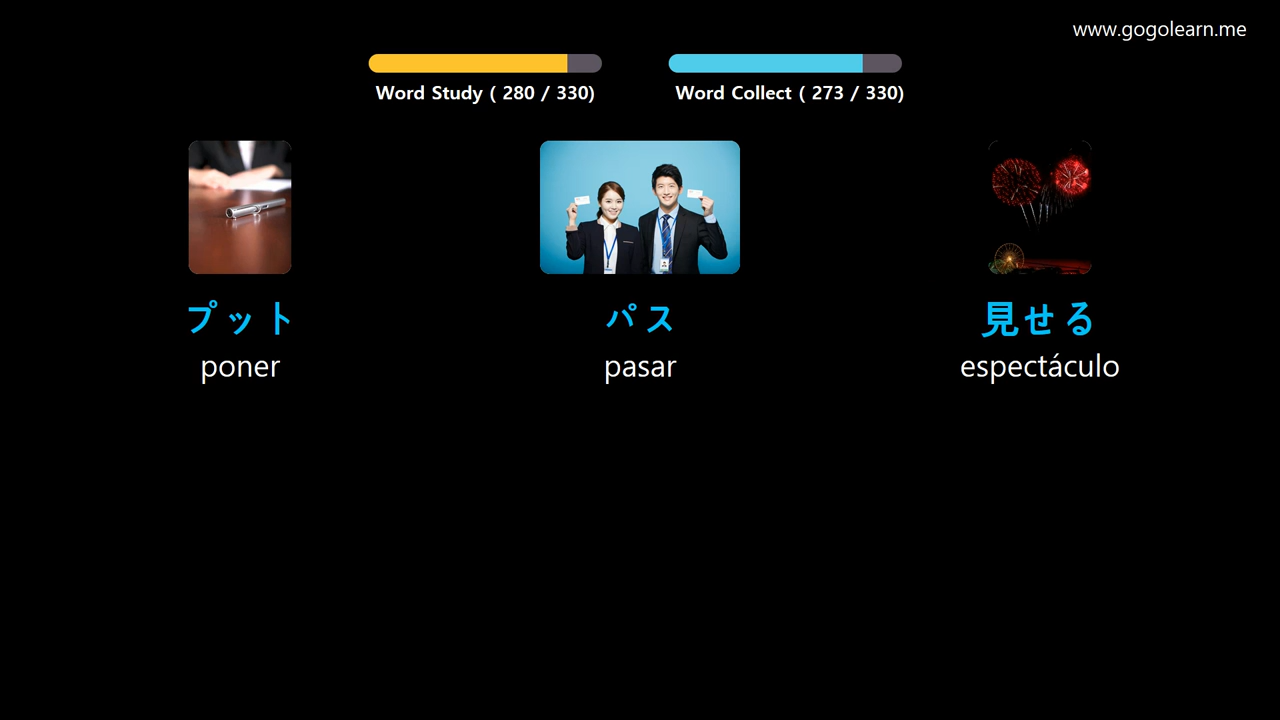 www.gogolearn.me
Word Study ( 280 / 330)
Word Collect ( 273 / 330)
プット
パス
見せる
poner
pasar
espectáculo